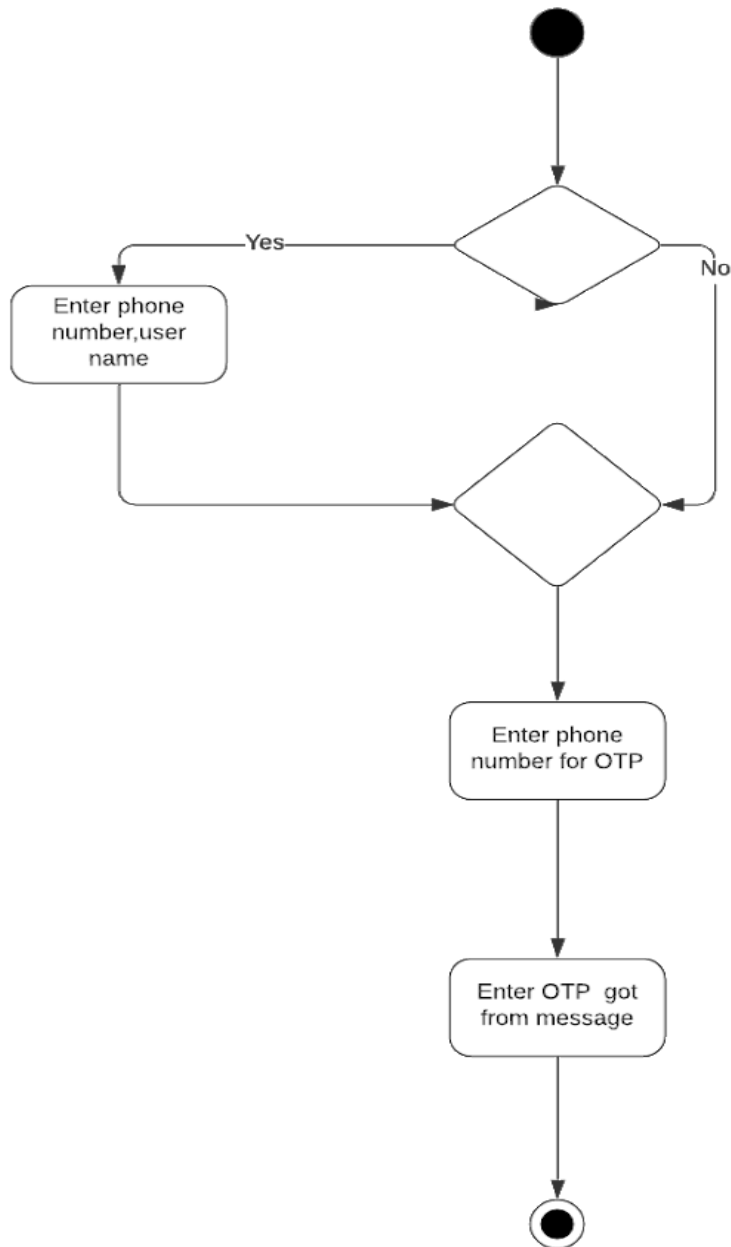 Yes
No
Enter phone
number,user
name
Enter phone
number for OTP
Enter OTP  got
from message